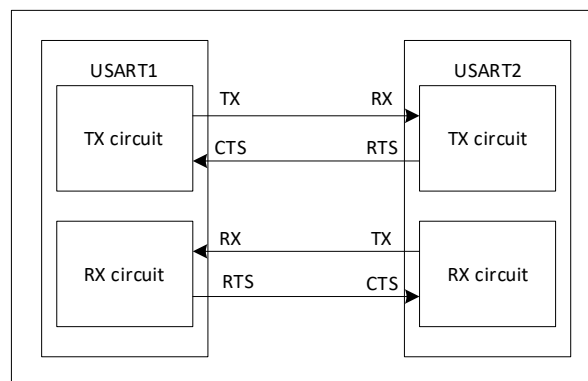 USART1 USART2
TX RX
TX circuit TX circuit
CTS RTS
RX TX
RX circuit RX circuit
RTS CTS